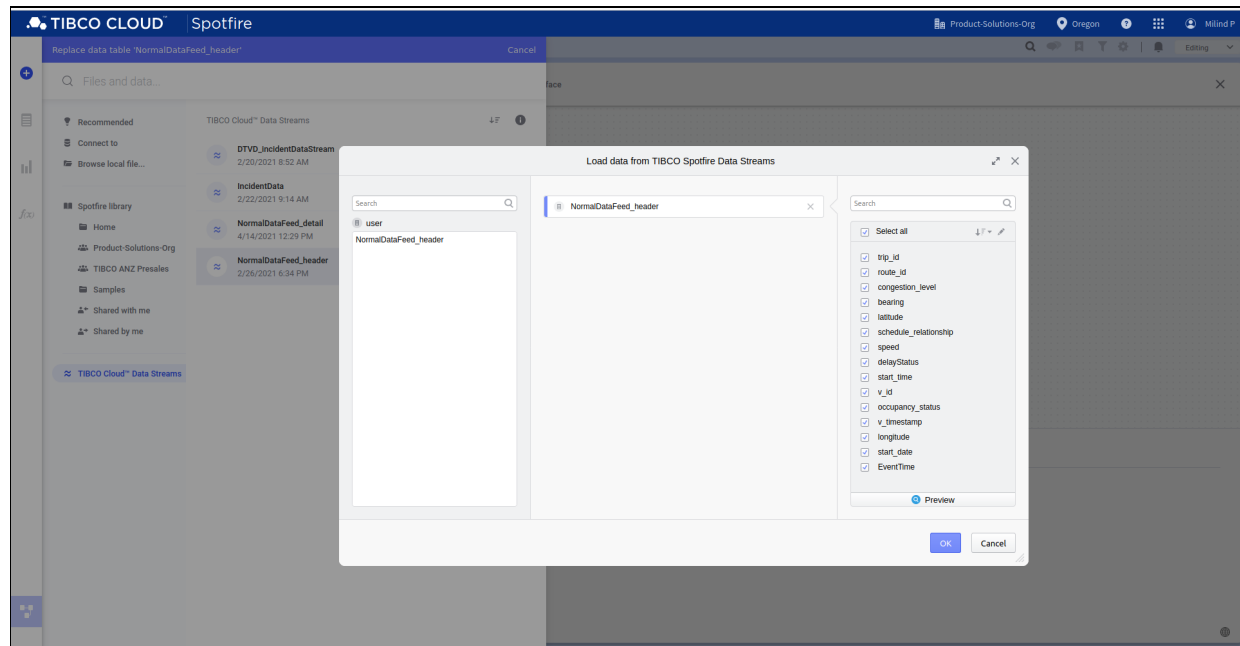 TIBCO CLOUD™ Spotfire
Product-Solutions-Org Oregon Milind P
Replace data table 'NormalDataFeed_header' Cancel
Editing
Files and data...
face
Recommended
Connect to
Browse local file...
Spotfire library
Home
Product-Solutions-Org
TIBCO ANZ Presales
Samples
Shared with me
Shared by me
TIBCO Cloud™ Data Streams
f(x)
TIBCO Cloud™ Data Streams
DTVD_IncidentDataStream
2/20/2021 8:52 AM
IncidentData
2/22/2021 9:14 AM
NormalDataFeed_detail
4/14/2021 12:29 PM
NormalDataFeed_header
2/26/2021 6:34 PM
Load data from TIBCO Spotfire Data Streams
Search
user
NormalDataFeed_header
NormalDataFeed_header
Search
Select all
trip_id
route_id
congestion_level
bearing
latitude
schedule_relationship
speed
delayStatus
start_time
v_id
occupancy_status
v_timestamp
longitude
start_date
EventTime
Preview
OK Cancel